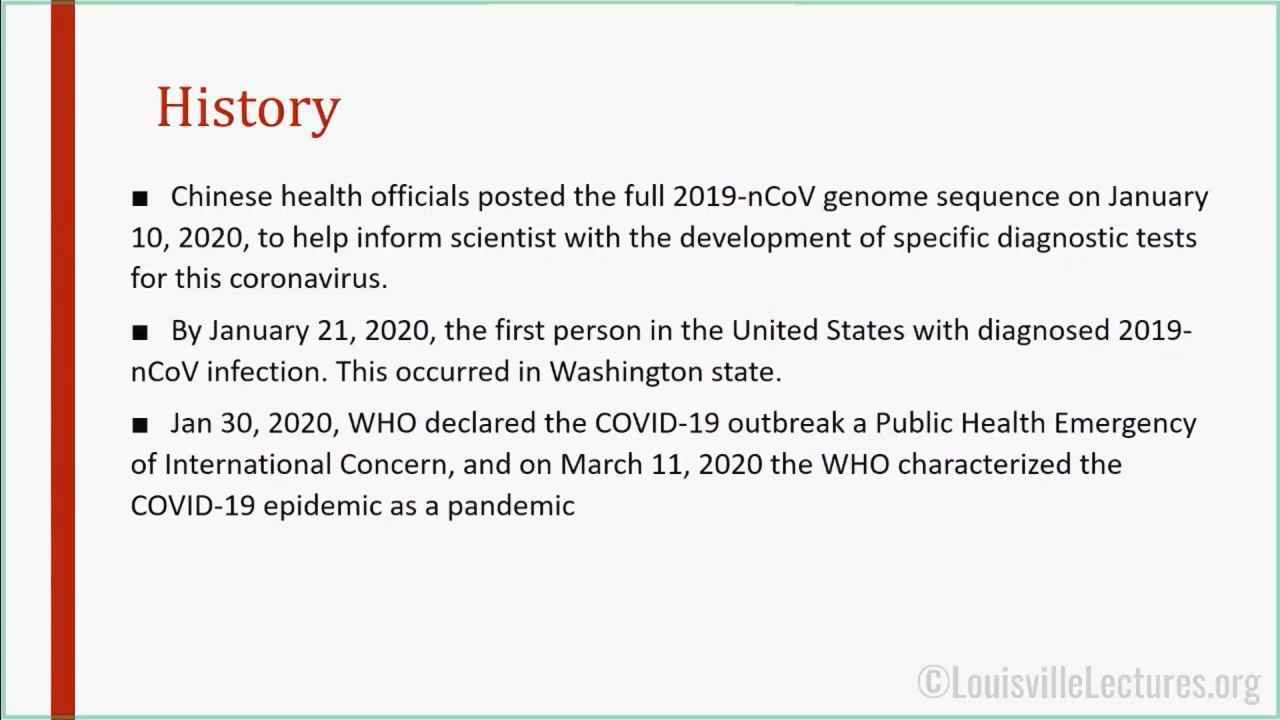 History
■ Chinese health officials posted the full 2019-nCoV genome sequence on January
10, 2020, to help inform scientist with the development of specific diagnostic tests
for this coronavirus.
■ By January 21, 2020, the first person in the United States with diagnosed 2019-
nCoV infection. This occurred in Washington state.
■ Jan 30, 2020, WHO declared the COVID-19 outbreak a Public Health Emergency
of International Concern, and on March 11, 2020 the WHO characterized the
COVID-19 epidemic as a pandemic
©LouisvilleLectures.org